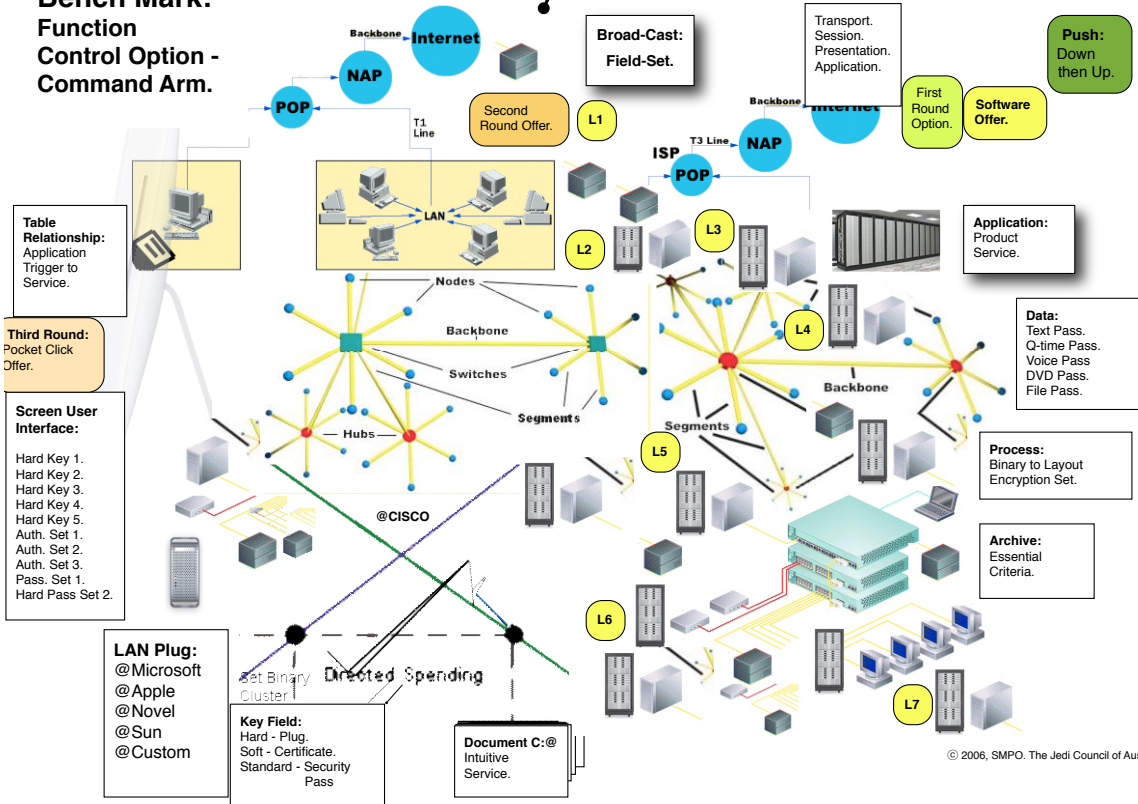 Bench Mark:
Function
Control Option -
Command Arm.
Backbone
Internet
NAP
POP
T1
Line
Broad-Cast:
Field-Set.
Transport.
Session.
Presentation.
Application.
Push:
Down
then Up.
Second
Round Offer.
L1
First
Round
Option.
Software
Offer.
Backbone
Internet
ISP
T3 Line
NAP
POP
LAN
Table
Relationship:
Application
Trigger to
Service.
L2
L3
Application:
Product
Service.
Third Round:
Pocket Click
Offer.
Nodes
Backbone
Switches
Segments
Hubs
L4
Backbone
Segments
Data:
Text Pass.
Q-time Pass.
Voice Pass
DVD Pass.
File Pass.
Screen User
Interface:
Hard Key 1.
Hard Key 2.
Hard Key 3.
Hard Key 4.
Hard Key 5.
Auth. Set 1.
Auth. Set 2.
Auth. Set 3.
Pass. Set 1.
Hard Pass Set 2.
L5
Process:
Binary to Layout
Encryption Set.
@CISCO
Archive:
Essential
Criteria.
L6
LAN Plug:
@Microsoft
@Apple
@Novel
@Sun
@Custom
Set Binary
Cluster
Directed Spending
L7
Key Field:
Hard - Plug.
Soft - Certificate.
Standard - Security
Pass
Document C:@
Intuitive
Service.
© 2006, SMPO. The Jedi Council of Aus